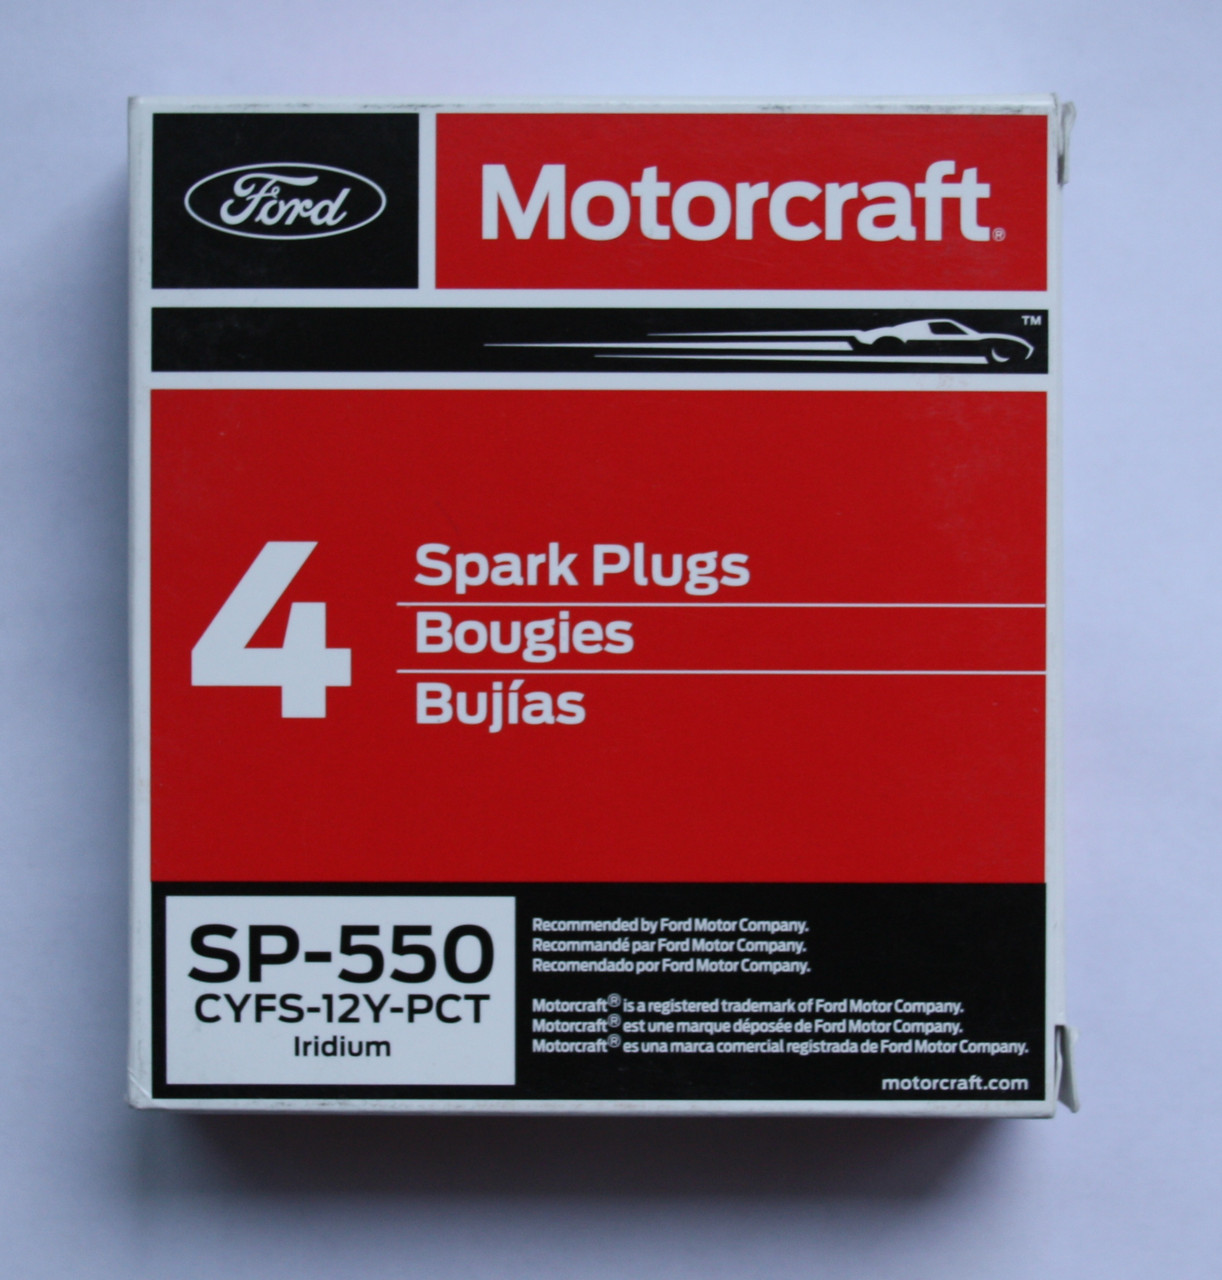 Ford
Motorcraft®
™
4
Spark Plugs
Bougies
Bujías
SP-550
CYFS-12Y-PCT
Iridium
Recommended by Ford Motor Company.
Recommandé par Ford Motor Company.
Recomendado por Ford Motor Company.
Motorcraft® is a registered trademark of Ford Motor Company.
Motorcraft® est une marque déposée de Ford Motor Company.
Motorcraft® es una marca comercial registrada de Ford Motor Company.
motorcraft.com